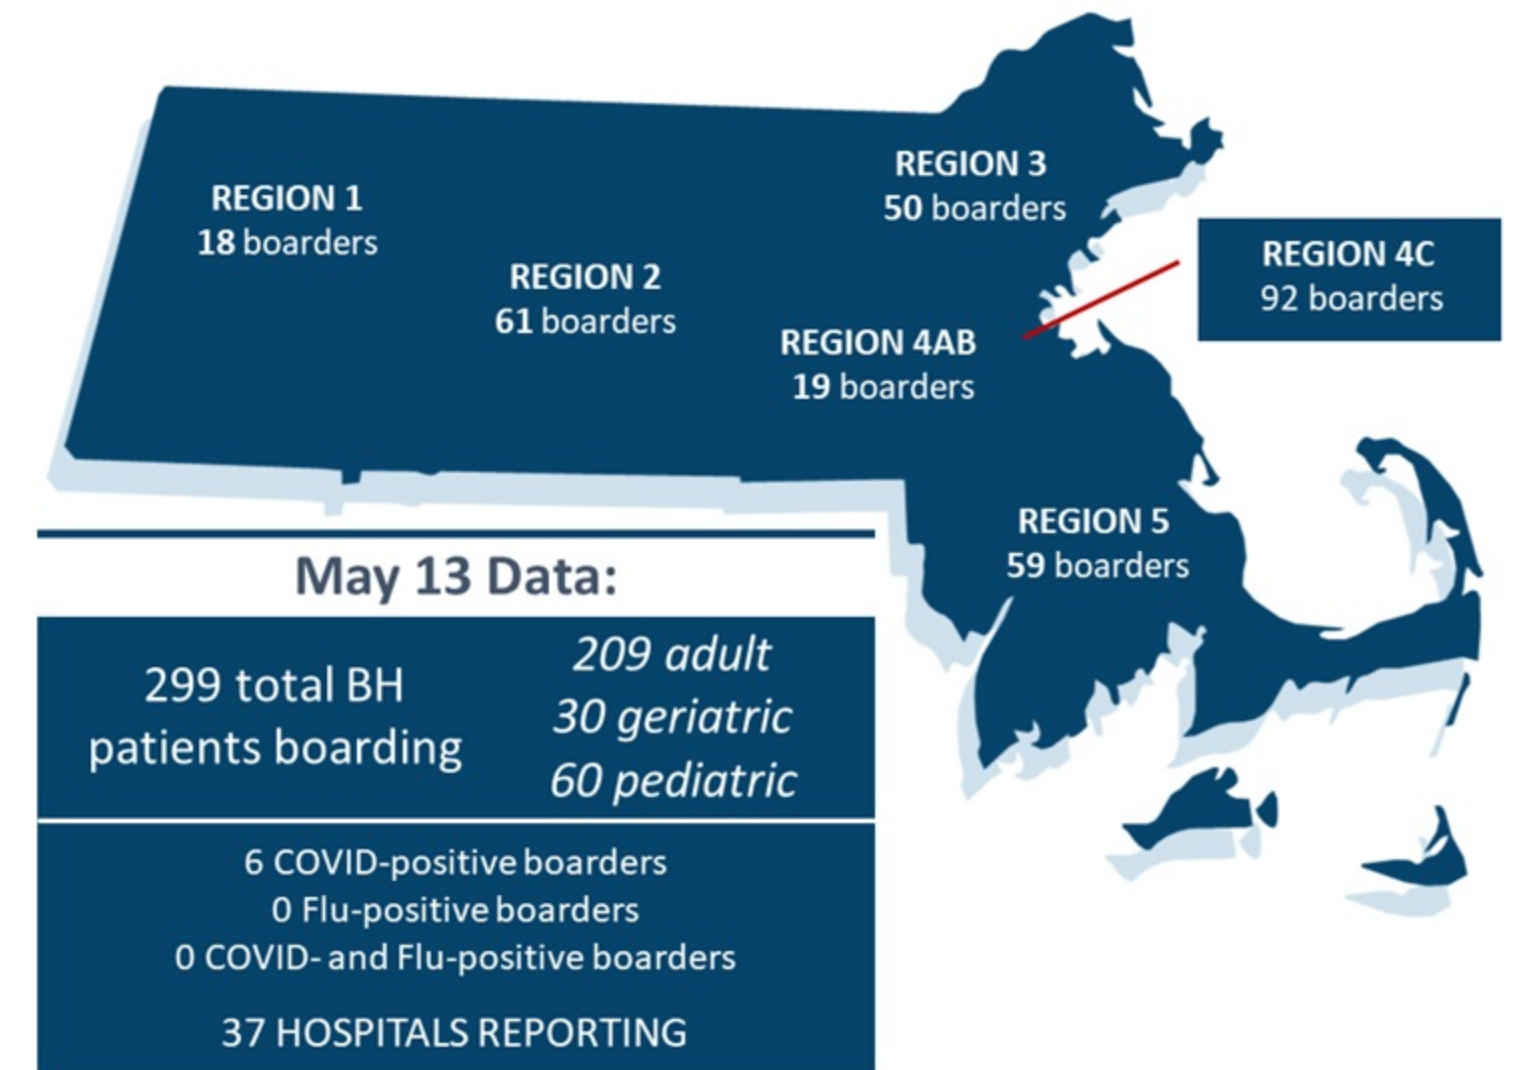 REGION 1
18 boarders
REGION 2
61 boarders
REGION 3
50 boarders
REGION 4AB
19 boarders
REGION 4C
92 boarders
REGION 5
59 boarders
May 13 Data:
299 total BH
patients boarding
209 adult
30 geriatric
60 pediatric
6 COVID-positive boarders
0 Flu-positive boarders
0 COVID- and Flu-positive boarders
37 HOSPITALS REPORTING